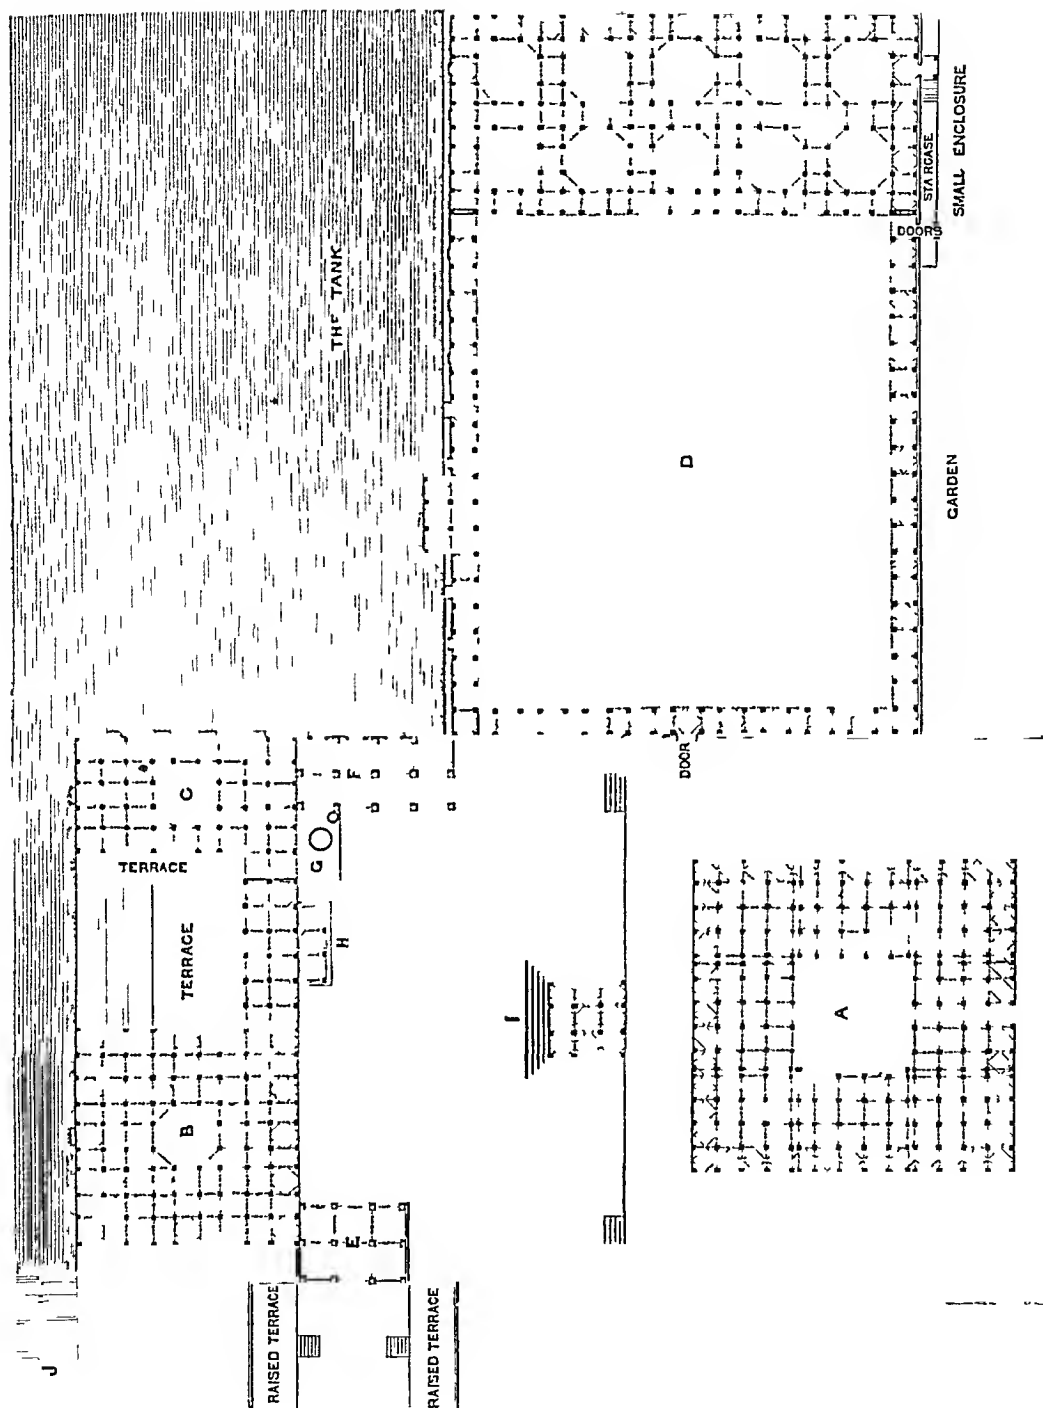 SMALL ENCLOSURE
STAIRCASE
DOORS
THE TANK
D
GARDEN
DOOR
F
C
G
TERRACE
TERRACE
H
I
A
B
E
RAISED TERRACE
RAISED TERRACE
J